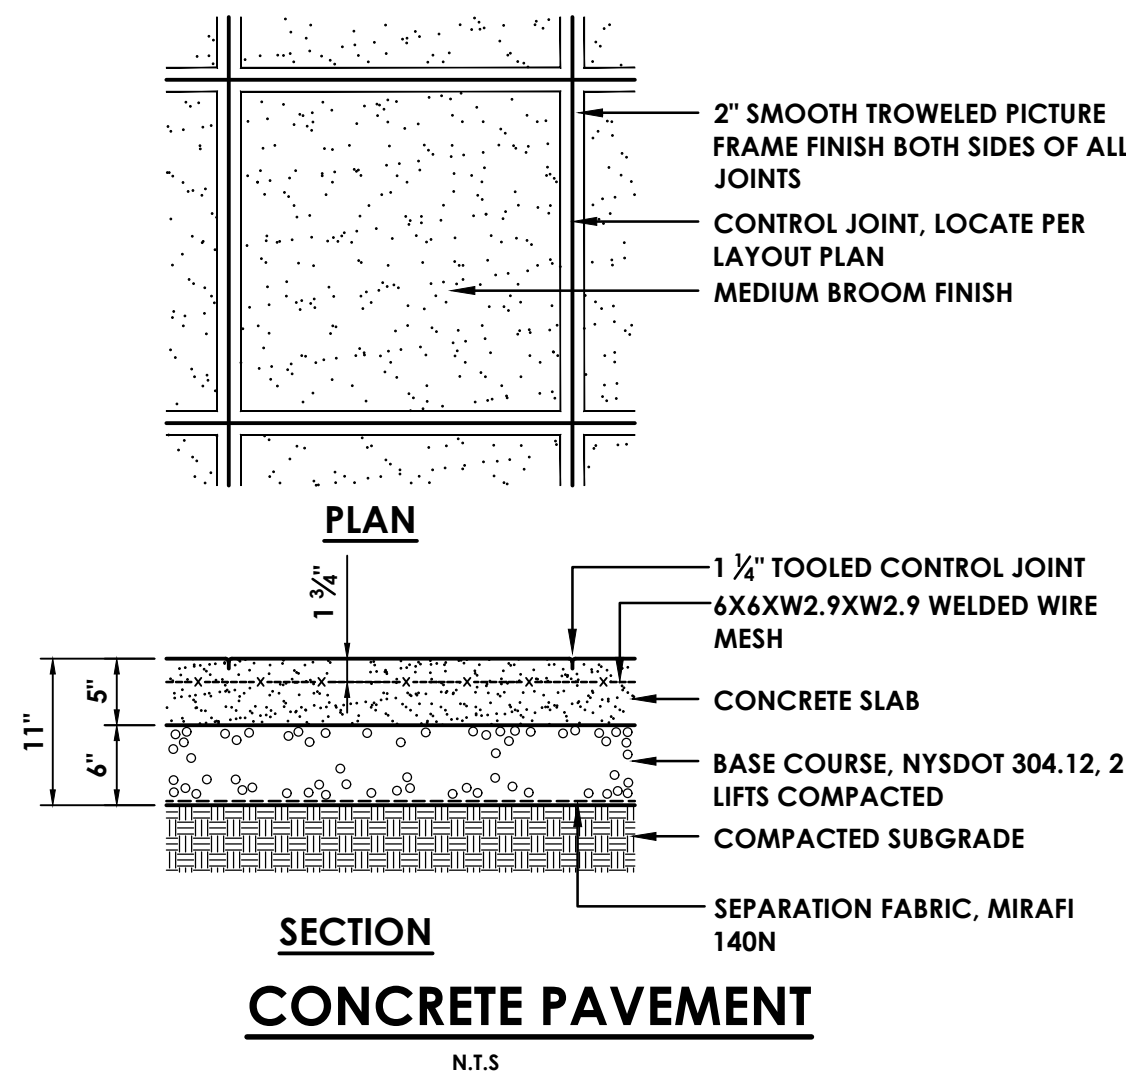 2" SMOOTH TROWELED PICTURE
FRAME FINISH BOTH SIDES OF ALL
JOINTS
CONTROL JOINT, LOCATE PER
LAYOUT PLAN
MEDIUM BROOM FINISH
PLAN
1 ¾"
1 ¼" TOOLED CONTROL JOINT
6X6XW2.9XW2.9 WELDED WIRE
MESH
11"
5"
6"
CONCRETE SLAB
BASE COURSE, NYSDOT 304.12, 2
LIFTS COMPACTED
COMPACTED SUBGRADE
SEPARATION FABRIC, MIRAFI
140N
SECTION
CONCRETE PAVEMENT
N.T.S